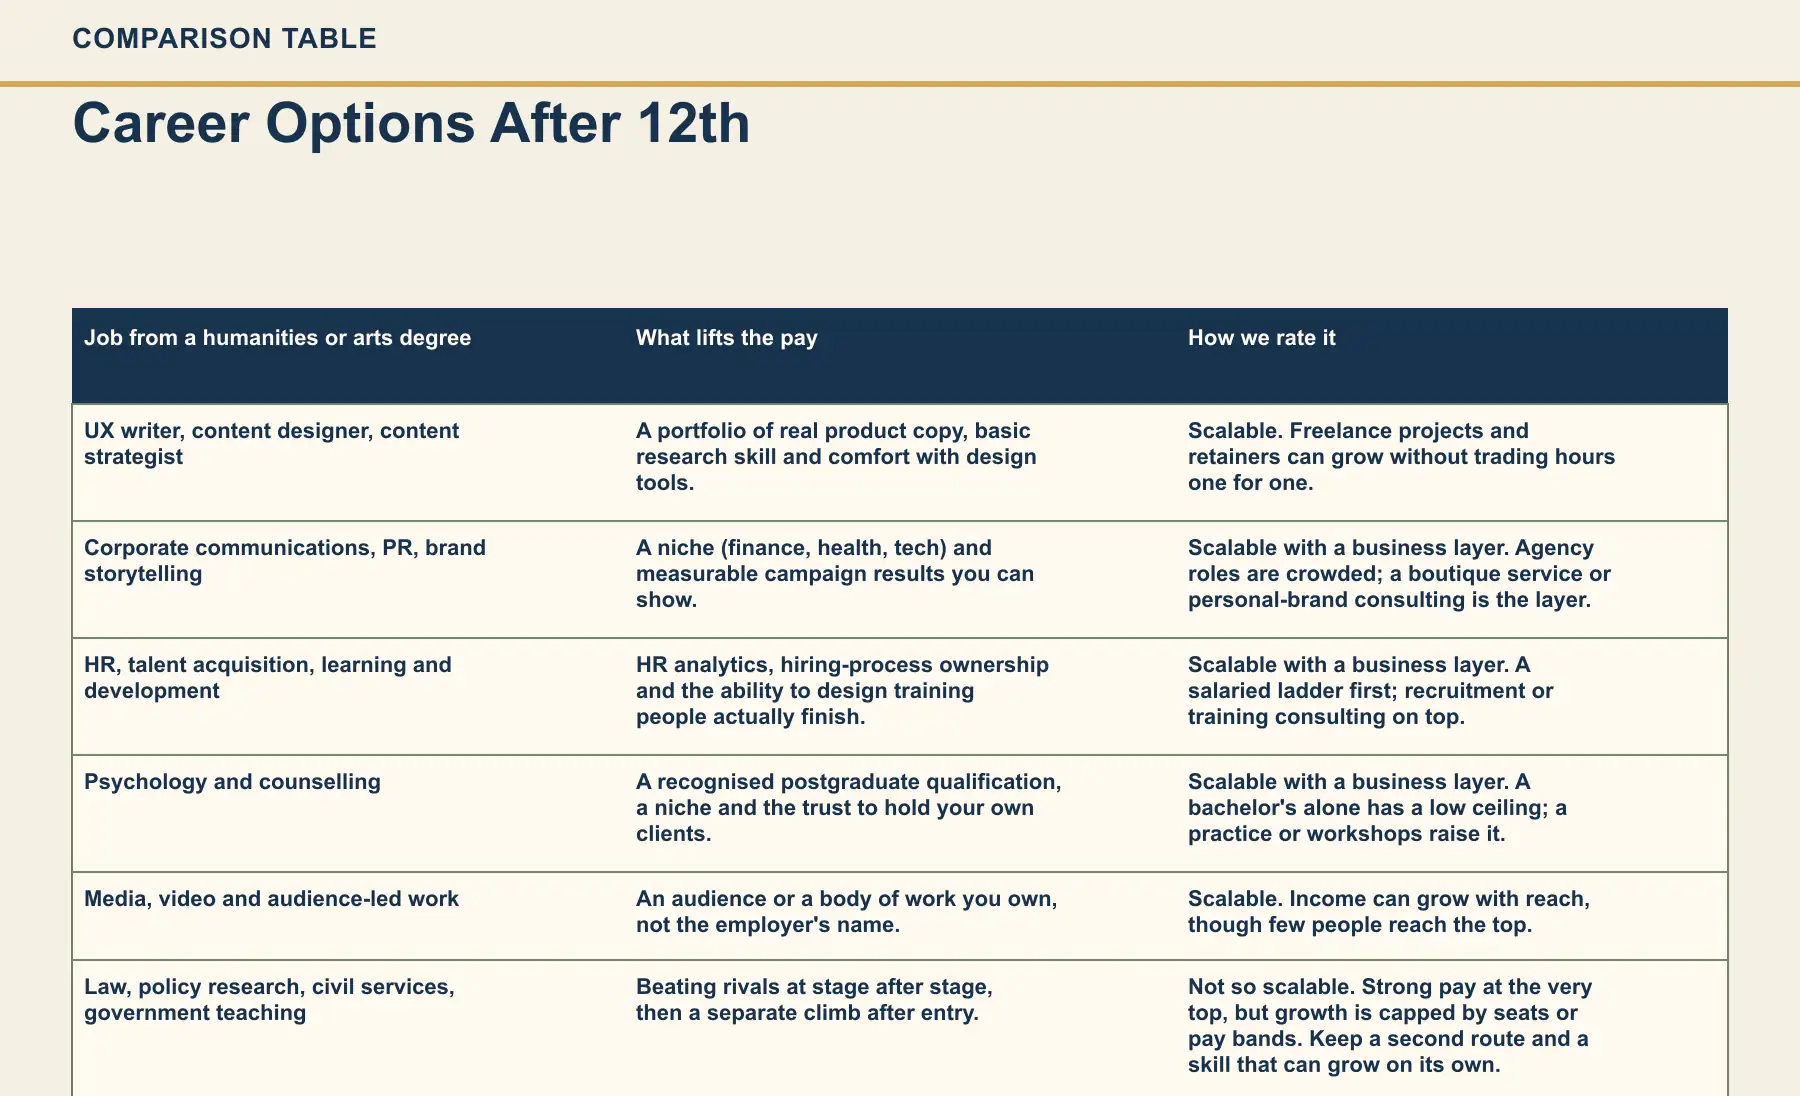 COMPARISON TABLE
Career Options After 12th
Job from a humanities or arts degree
What lifts the pay
How we rate it
UX writer, content designer, content
strategist
A portfolio of real product copy, basic
research skill and comfort with design
tools.
Scalable. Freelance projects and
retainers can grow without trading hours
one for one.
Corporate communications, PR, brand
storytelling
A niche (finance, health, tech) and
measurable campaign results you can
show.
Scalable with a business layer. Agency
roles are crowded; a boutique service or
personal-brand consulting is the layer.
HR, talent acquisition, learning and
development
HR analytics, hiring-process ownership
and the ability to design training
people actually finish.
Scalable with a business layer. A
salaried ladder first; recruitment or
training consulting on top.
Psychology and counselling
A recognised postgraduate qualification,
a niche and the trust to hold your own
clients.
Scalable with a business layer. A
bachelor's alone has a low ceiling; a
practice or workshops raise it.
Media, video and audience-led work
An audience or a body of work you own,
not the employer's name.
Scalable. Income can grow with reach,
though few people reach the top.
Law, policy research, civil services,
government teaching
Beating rivals at stage after stage,
then a separate climb after entry.
Not so scalable. Strong pay at the very
top, but growth is capped by seats or
pay bands. Keep a second route and a
skill that can grow on its own.